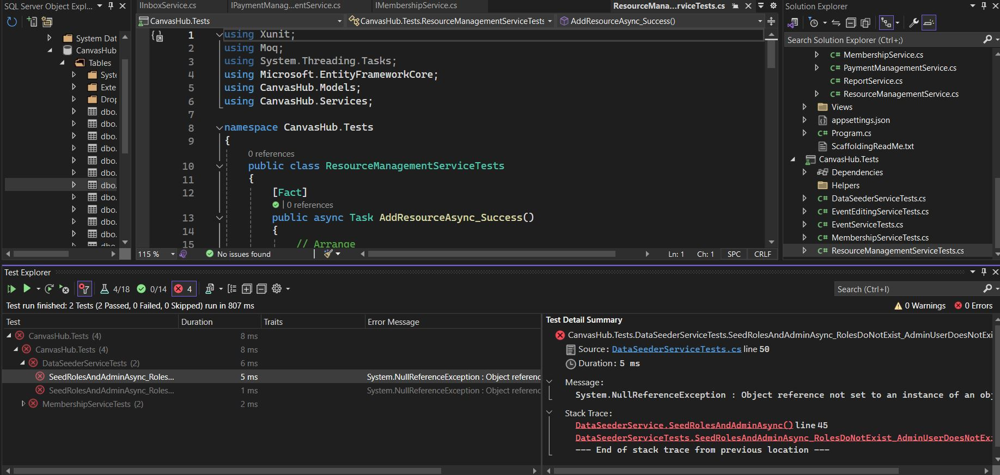 SQL Server Object Expl...
System Dat
CanvasHub
Tables
Syste
Exte
Drop
dbo.
dbo.
dbo.
dbo.
dbo.
dbo.
dbo.
dbo.
dbo.
dbo.
dbo.
IInboxService.cs
IPaymentManag...entService.cs
IMembershipService.cs
ResourceMana...rviceTests.cs
CanvasHub.Tests
CanvasHub.Tests.ResourceManagementServiceTests
AddResourceAsync_Success()
1 using Xunit;
2 using Moq;
3 using System.Threading.Tasks;
4 using Microsoft.EntityFrameworkCore;
5 using CanvasHub.Models;
6 using CanvasHub.Services;
7
8 namespace CanvasHub.Tests
9 {
0 references
10 public class ResourceManagementServiceTests
11 {
12 [Fact]
| 0 references
13 public async Task AddResourceAsync_Success()
14 {
15 // Arrange
115 %
No issues found
Ln: 1 Ch: 1 SPC CRLF
Solution Explorer
Search Solution Explorer (Ctrl+;)
C# MembershipService.cs
C# PaymentManagementService.cs
C# ReportService.cs
C# ResourceManagementService.cs
Views
appsettings.json
C# Program.cs
ScaffoldingReadMe.txt
CanvasHub.Tests
Dependencies
Helpers
C# DataSeederServiceTests.cs
C# EventEditingServiceTests.cs
C# EventServiceTests.cs
C# MembershipServiceTests.cs
C# ResourceManagementServiceTests.cs
Test Explorer
4/18 0/14 4
Search (Ctrl+I)
Test run finished: 2 Tests (2 Passed, 0 Failed, 0 Skipped) run in 807 ms
0 Warnings 0 Errors
Test Duration Traits Error Message
CanvasHub.Tests (4) 8 ms
CanvasHub.Tests (4) 8 ms
DataSeederServiceTests (2) 6 ms
SeedRolesAndAdminAsync_Roles... 5 ms System.NullReferenceException : Object referenc
SeedRolesAndAdminAsync_Roles... 1 ms System.NullReferenceException : Object referenc
MembershipServiceTests (2) 2 ms
Test Detail Summary
CanvasHub.Tests.DataSeederServiceTests.SeedRolesAndAdminAsync_RolesDoNotExist_AdminUserDoesNotExi
Source: DataSeederServiceTests.cs line 50
Duration: 5 ms
Message:
System.NullReferenceException : Object reference not set to an instance of an obj
Stack Trace:
DataSeederService.SeedRolesAndAdminAsync() line 45
DataSeederServiceTests.SeedRolesAndAdminAsync_RolesDoNotExist_AdminUserDoesNotExi
--- End of stack trace from previous location ---